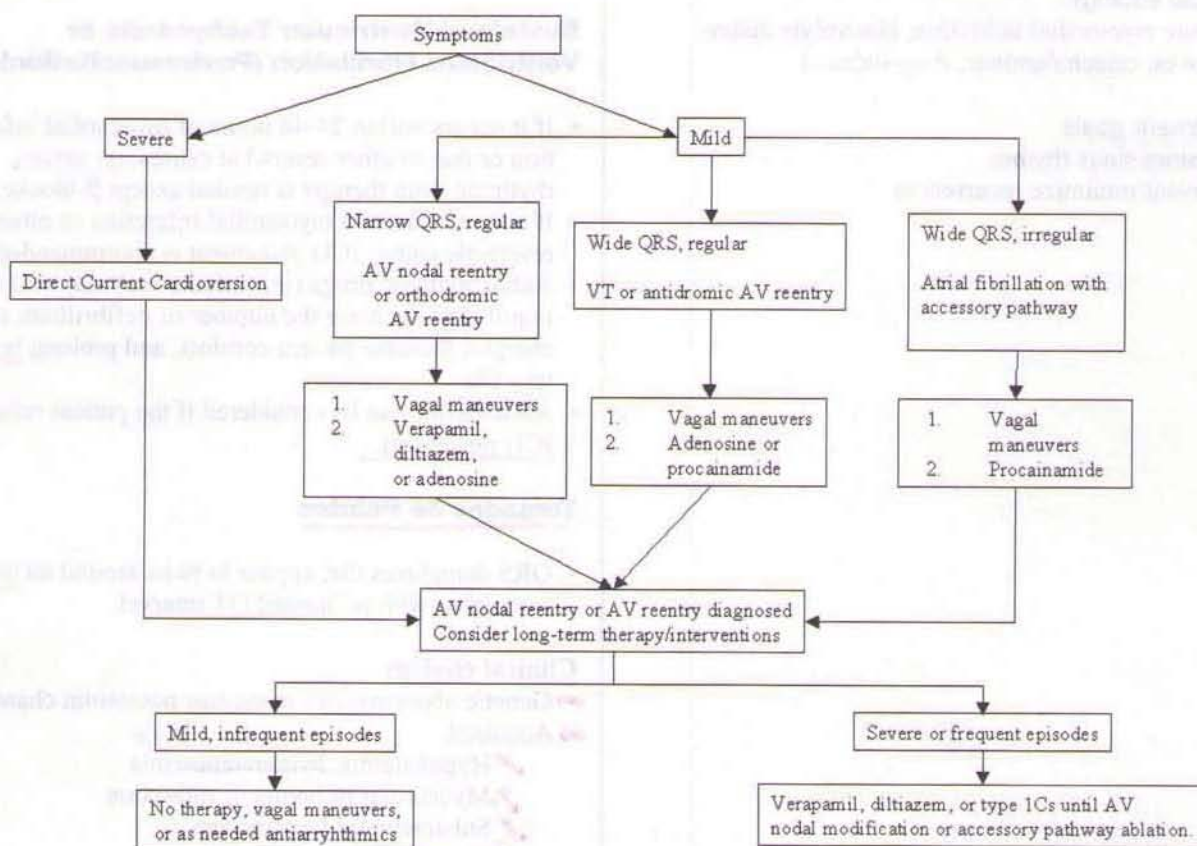 Symptoms
Severe
Mild
Narrow QRS, regular
AV nodal reentry
or orthodromic
AV reentry
Wide QRS, regular
VT or antidromic AV reentry
Wide QRS, irregular
Atrial fibrillation with
accessory pathway
Direct Current Cardioversion
1. Vagal maneuvers
2. Verapamil,
diltiazem,
or adenosine
1. Vagal maneuvers
2. Adenosine or
procainamide
1. Vagal
maneuvers
2. Procainamide
AV nodal reentry or AV reentry diagnosed
Consider long-term therapy/interventions
Mild, infrequent episodes
Severe or frequent episodes
No therapy, vagal maneuvers,
or as needed antiarryhthmics
Verapamil, diltiazem, or type 1Cs until AV
nodal modification or accessory pathway ablation.